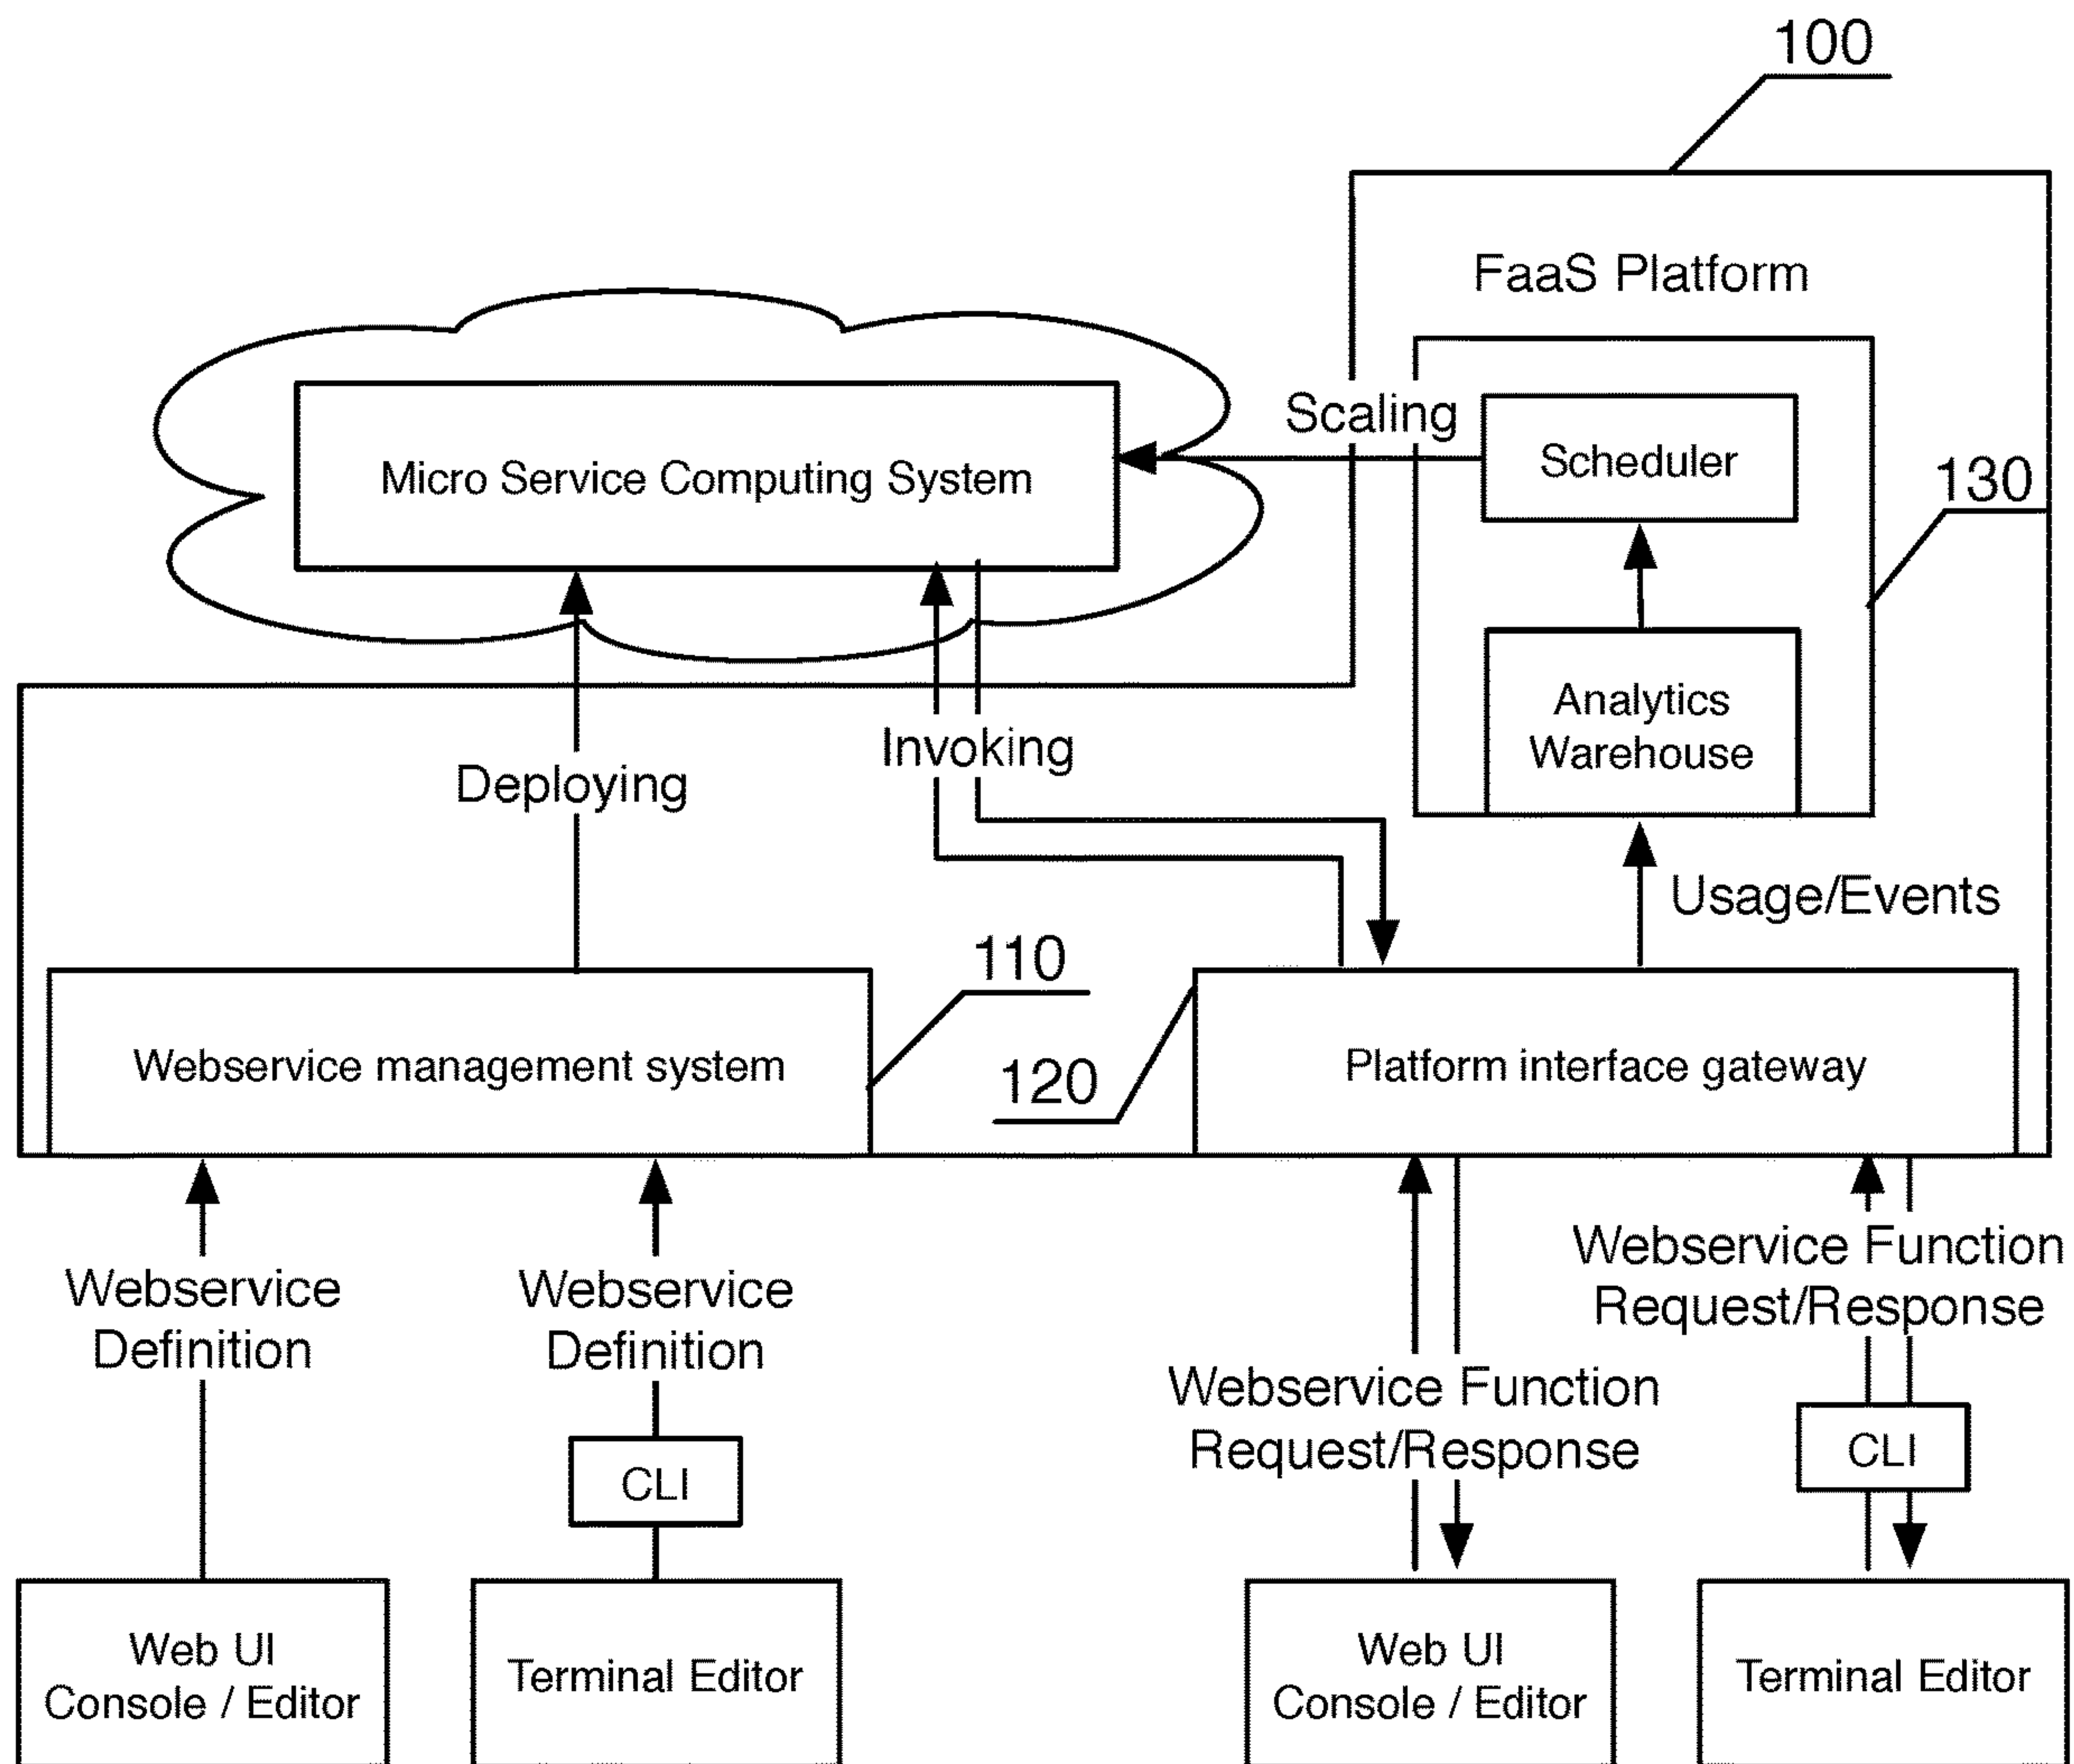 100
FaaS Platform
Scaling
Scheduler
Micro Service Computing System
130
Analytics
Warehouse
Invoking
Deploying
Usage/Events
110
Webservice management system
120
Platform interface gateway
Webservice
Definition
Webservice
Definition
Webservice Function
Request/Response
Webservice Function
Request/Response
CLI
CLI
Web UI
Console / Editor
Terminal Editor
Web UI
Console / Editor
Terminal Editor